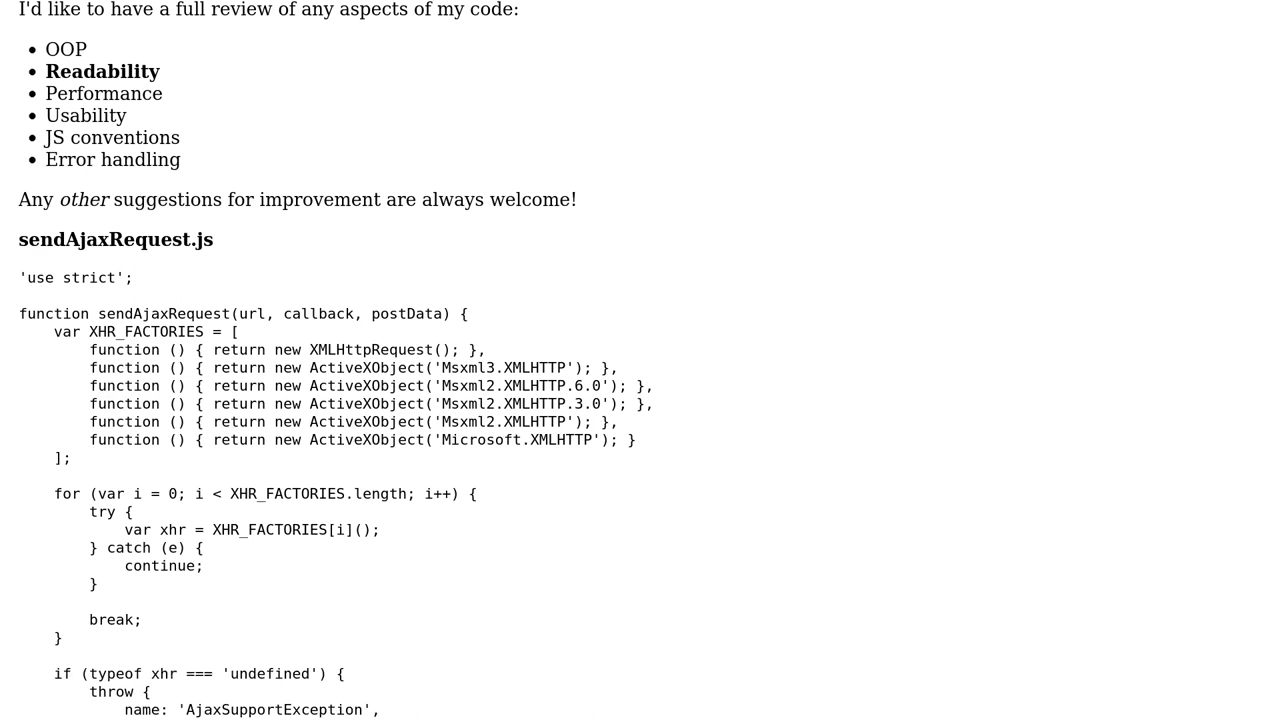 I'd like to have a full review of any aspects of my code:
• OOP
• Readability
• Performance
• Usability
• JS conventions
• Error handling
Any other suggestions for improvement are always welcome!
sendAjaxRequest.js
'use strict';
function sendAjaxRequest(url, callback, postData) {
    var XHR_FACTORIES = [
        function () { return new XMLHttpRequest(); },
        function () { return new ActiveXObject('Msxml3.XMLHTTP'); },
        function () { return new ActiveXObject('Msxml2.XMLHTTP.6.0'); },
        function () { return new ActiveXObject('Msxml2.XMLHTTP.3.0'); },
        function () { return new ActiveXObject('Msxml2.XMLHTTP'); },
        function () { return new ActiveXObject('Microsoft.XMLHTTP'); }
    ];
    for (var i = 0; i < XHR_FACTORIES.length; i++) {
        try {
            var xhr = XHR_FACTORIES[i]();
        } catch (e) {
            continue;
        }
        break;
    }
    if (typeof xhr === 'undefined') {
        throw {
            name: 'AjaxSupportException',